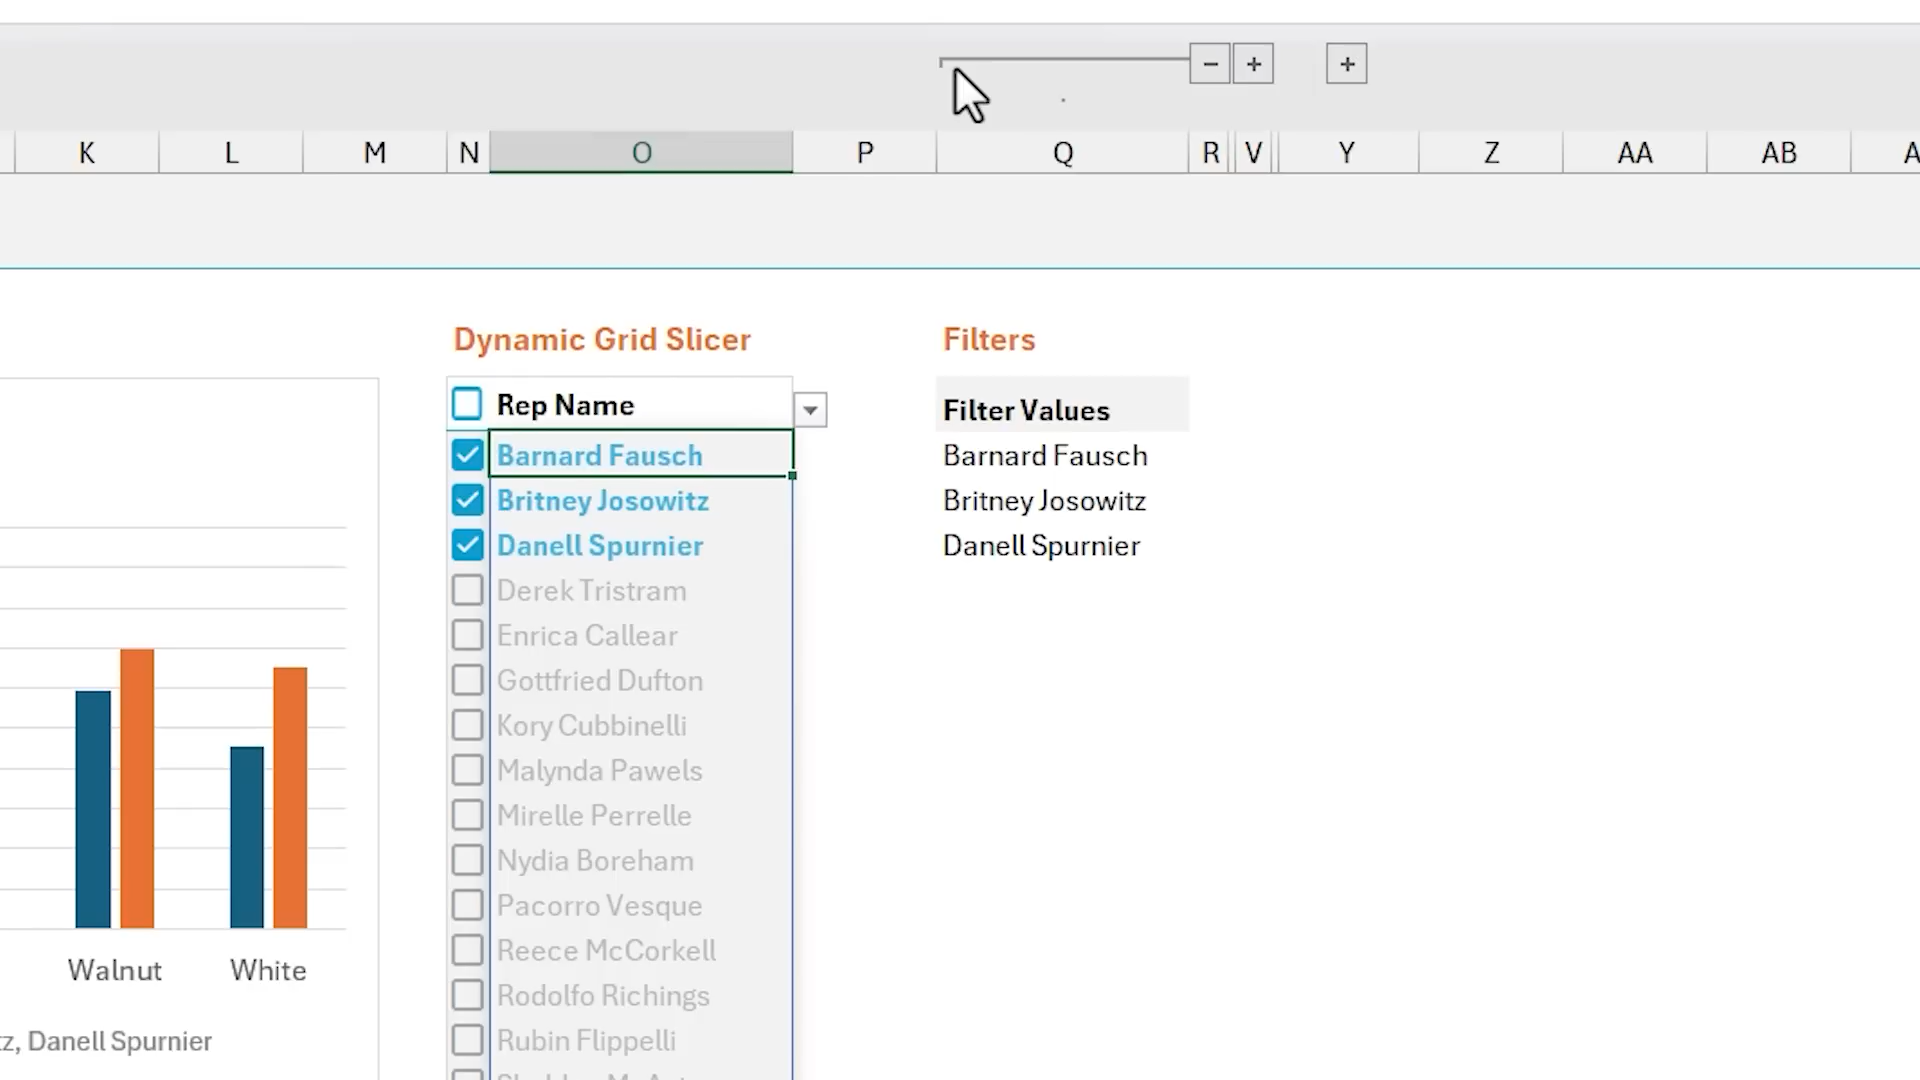 K L M N O P Q R V Y Z AA AB
Dynamic Grid Slicer
Filters
Rep Name
Filter Values
Barnard Fausch
Barnard Fausch
Britney Josowitz
Britney Josowitz
Danell Spurnier
Danell Spurnier
Derek Tristram
Enrica Callear
Gottfried Dufton
Kory Cubbinelli
Malynda Pawels
Mirelle Perrelle
Nydia Boreham
Pacorro Vesque
Reece McCorkell
Rodolfo Richings
Rubin Flippelli
Walnut White
tz, Danell Spurnier